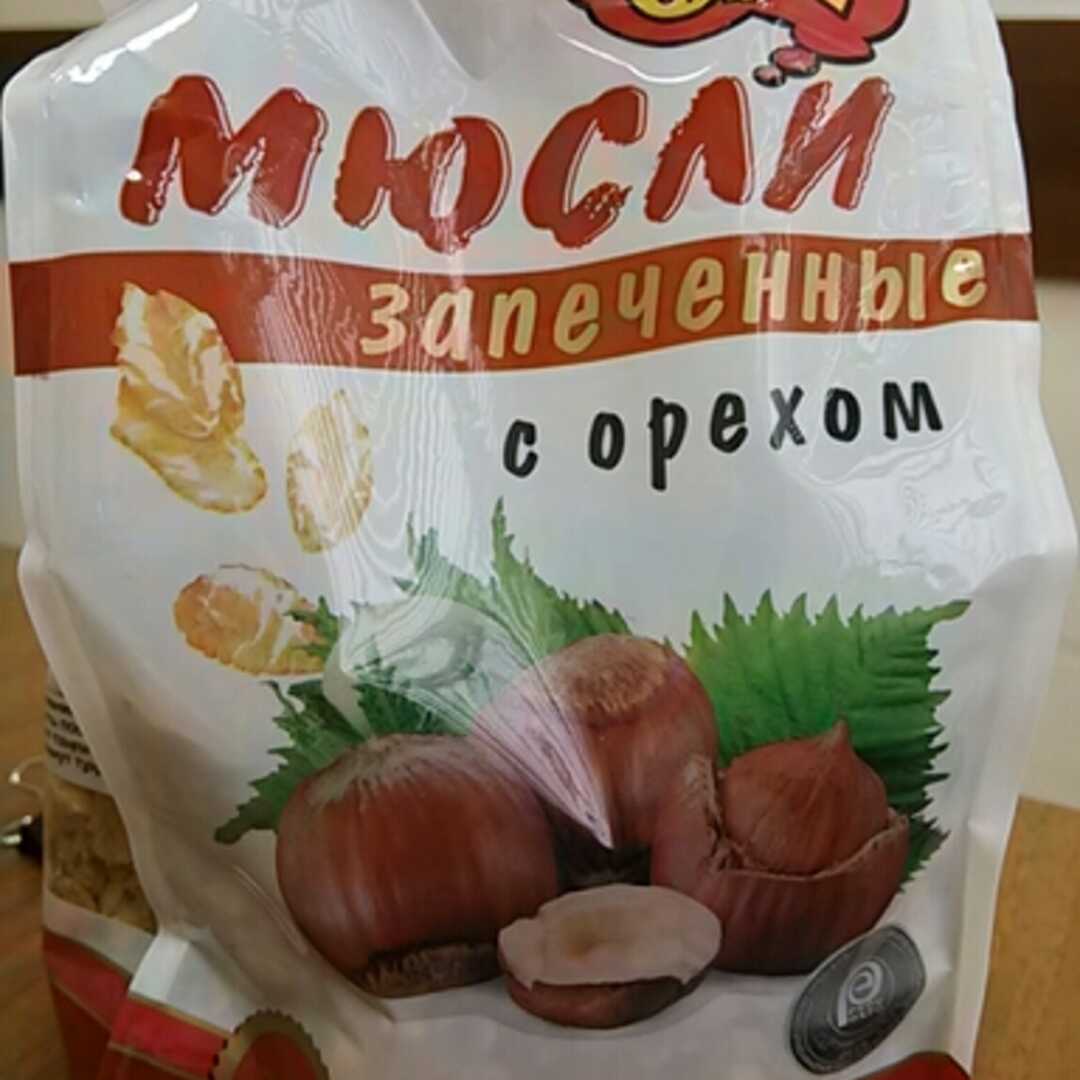 мюсли
запеченные
с орехом